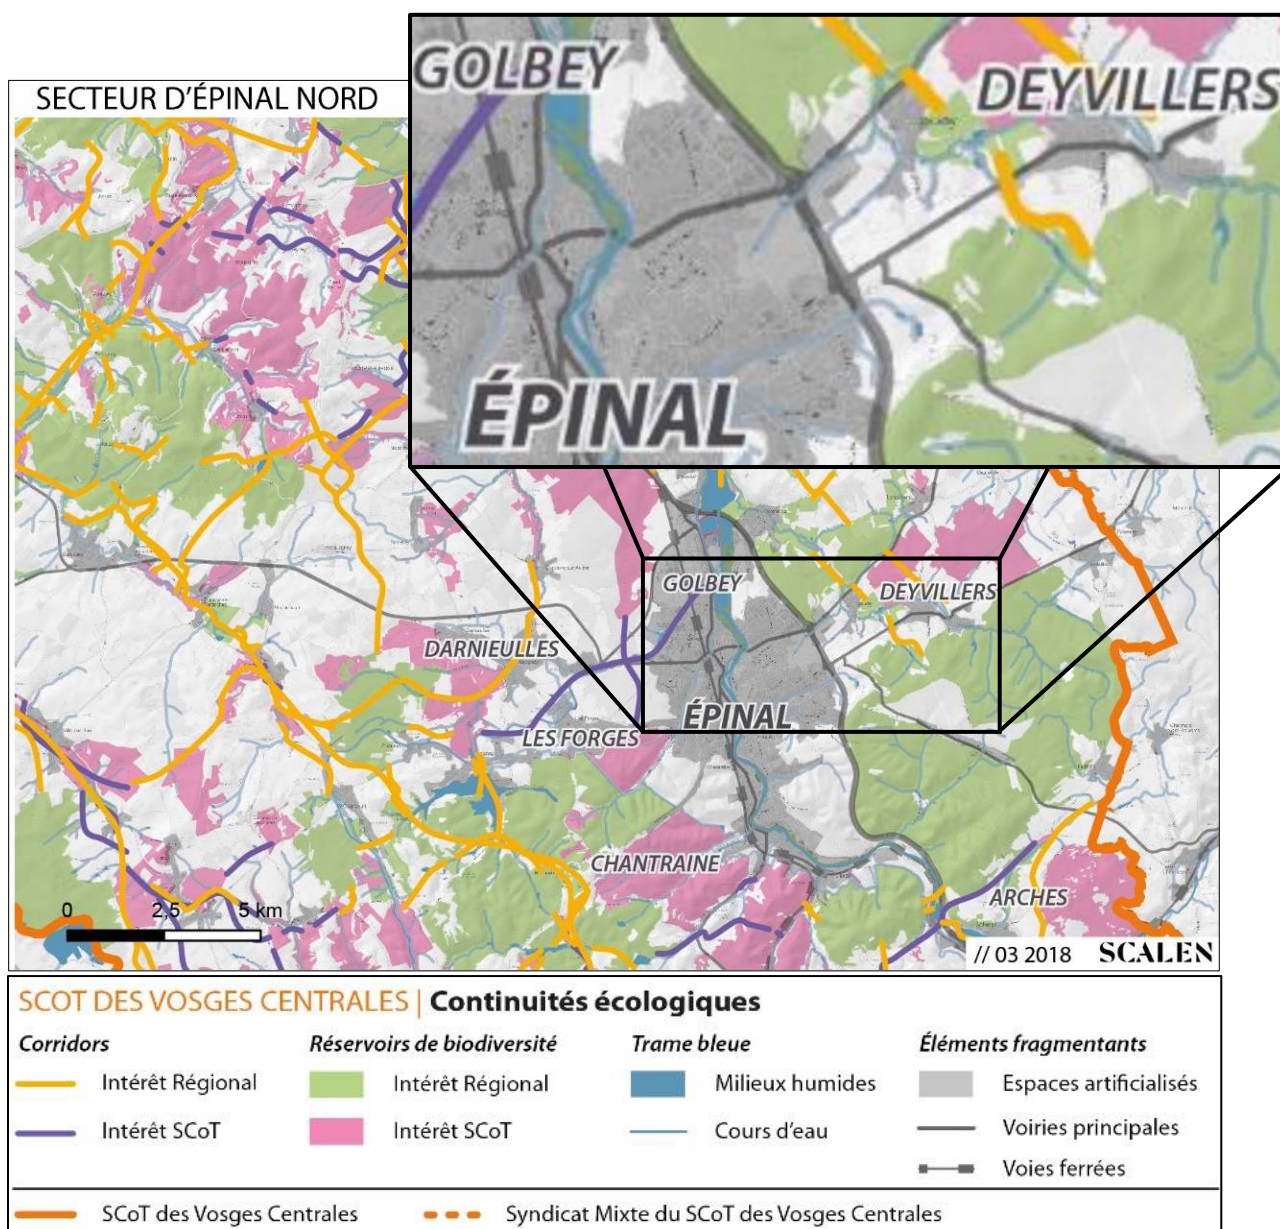 GOLBEY
DEYVILLERS
ÉPINAL
SECTEUR D'ÉPINAL NORD
GOLBEY
DEYVILLERS
DARNIEULLES
ÉPINAL
LES FORGES
CHANTRAINE
ARCHES
0 2,5 5 km
// 03 2018 SCALEN
SCOT DES VOSGES CENTRALES | Continuités écologiques
Corridors Réservoirs de biodiversité Trame bleue Éléments fragmentants
Intérêt Régional Intérêt Régional Milieux humides Espaces artificialisés
Intérêt SCoT Intérêt SCoT Cours d'eau Voiries principales
Voies ferrées
SCoT des Vosges Centrales Syndicat Mixte du SCoT des Vosges Centrales